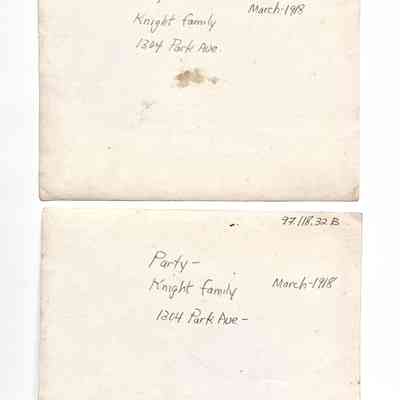 March-1918
Knight family
1304 Park Ave.
97.118.32 B
Party-
Knight family
March-1918
1304 Park Ave-